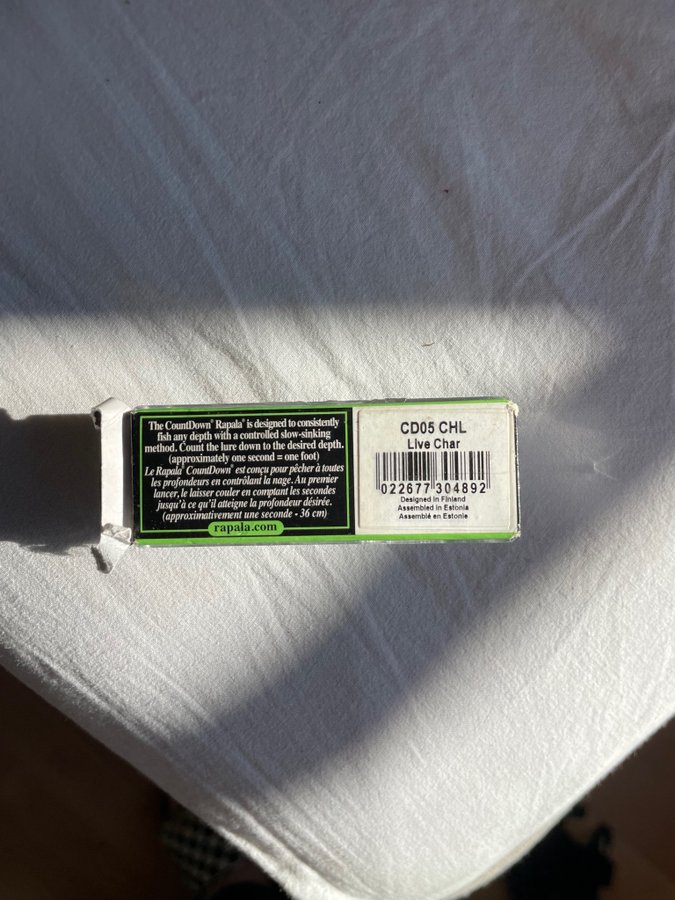 The CountDown® Rapala® is designed to consistently
fish any depth with a controlled slow-sinking
method. Count the lure down to the desired depth.
(approximately one second = one foot)
Le Rapala® CountDown® est conçu pour pêcher à toutes
les profondeurs en contrôlant la nage. Au premier
lancer, le laisser couler en comptant les secondes
jusqu'à ce qu'il atteigne la profondeur désirée.
(approximativement une seconde - 36 cm)
rapala.com
CD05 CHL
Live Char
022677 304892
Designed in Finland
Assembled in Estonia
Assemblé en Estonie